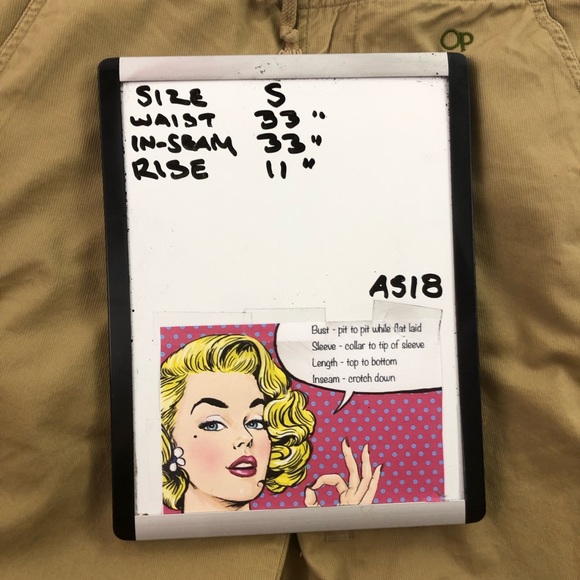 Op
SIZE S
WAIST 33"
IN-SEAM 33"
RISE 11"
AS18
Bust - pit to pit while flat laid
Sleeve - collar to tip of sleeve
Length - top to bottom
Inseam - crotch down